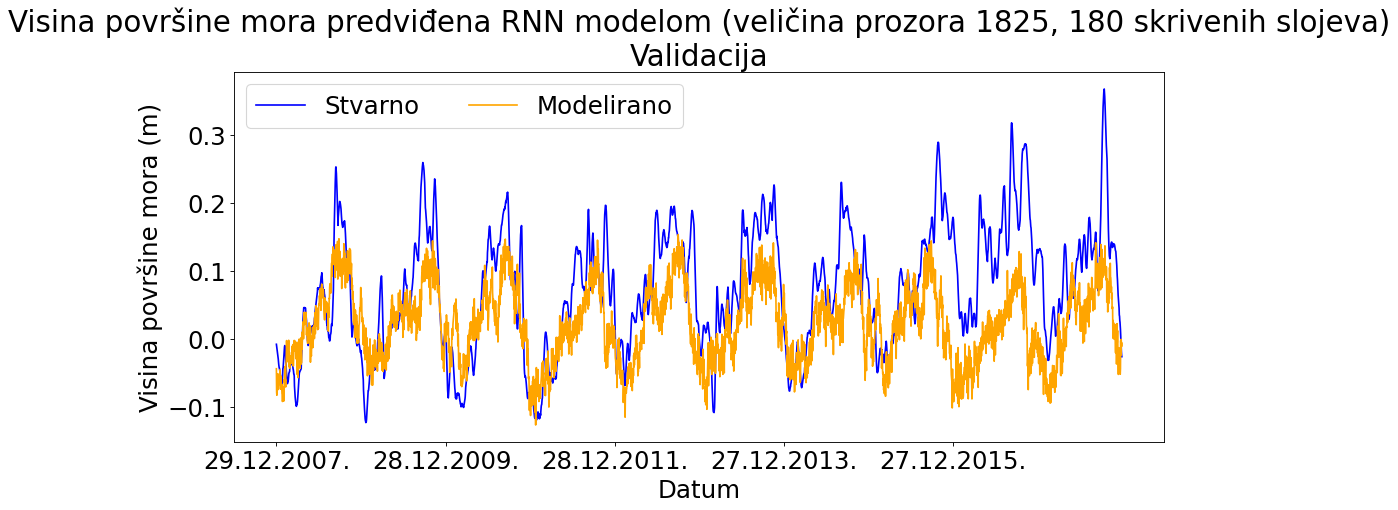 Visina površine mora predviđena RNN modelom (veličina prozora 1825, 180 skrivenih slojeva)
Validacija
Stvarno
Modelirano
Visina površine mora (m)
0.3
0.2
0.1
0.0
−0.1
29.12.2007.
28.12.2009.
28.12.2011.
27.12.2013.
27.12.2015.
Datum